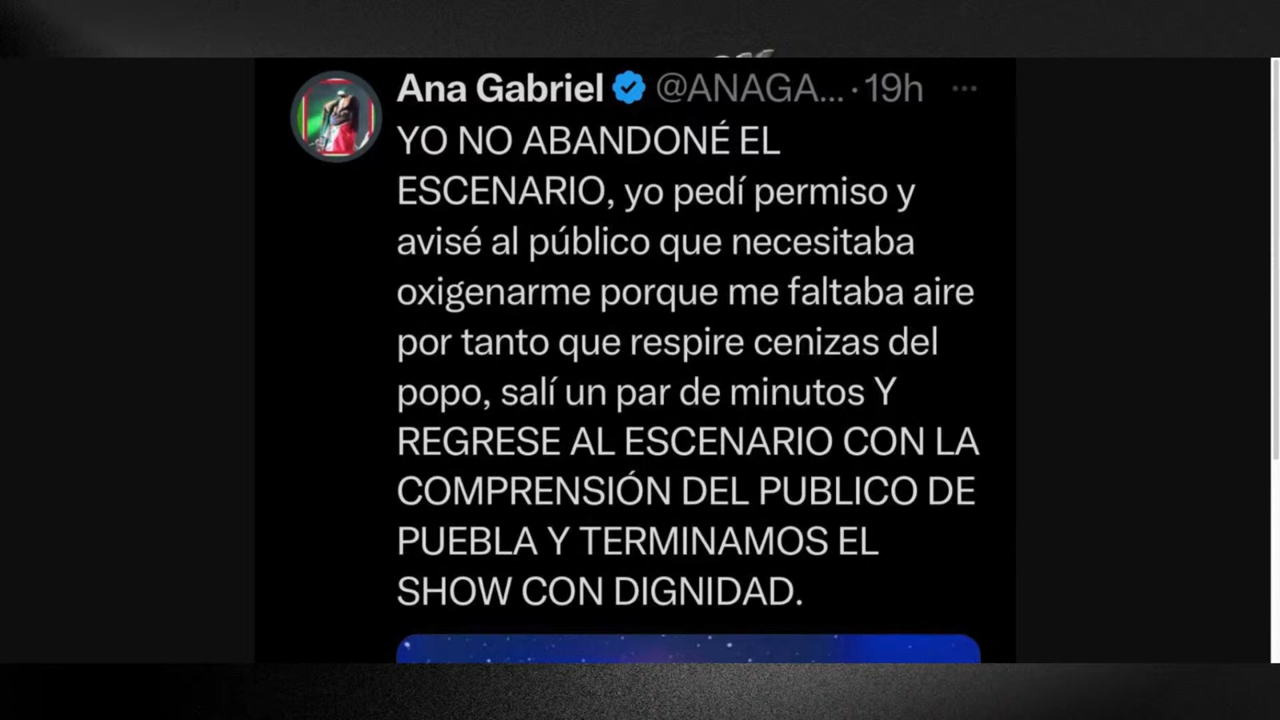 Ana Gabriel @ANAGA... · 19h ...
YO NO ABANDONÉ EL
ESCENARIO, yo pedí permiso y
avisé al público que necesitaba
oxigenarme porque me faltaba aire
por tanto que respire cenizas del
popo, salí un par de minutos Y
REGRESE AL ESCENARIO CON LA
COMPRENSIÓN DEL PUBLICO DE
PUEBLA Y TERMINAMOS EL
SHOW CON DIGNIDAD.